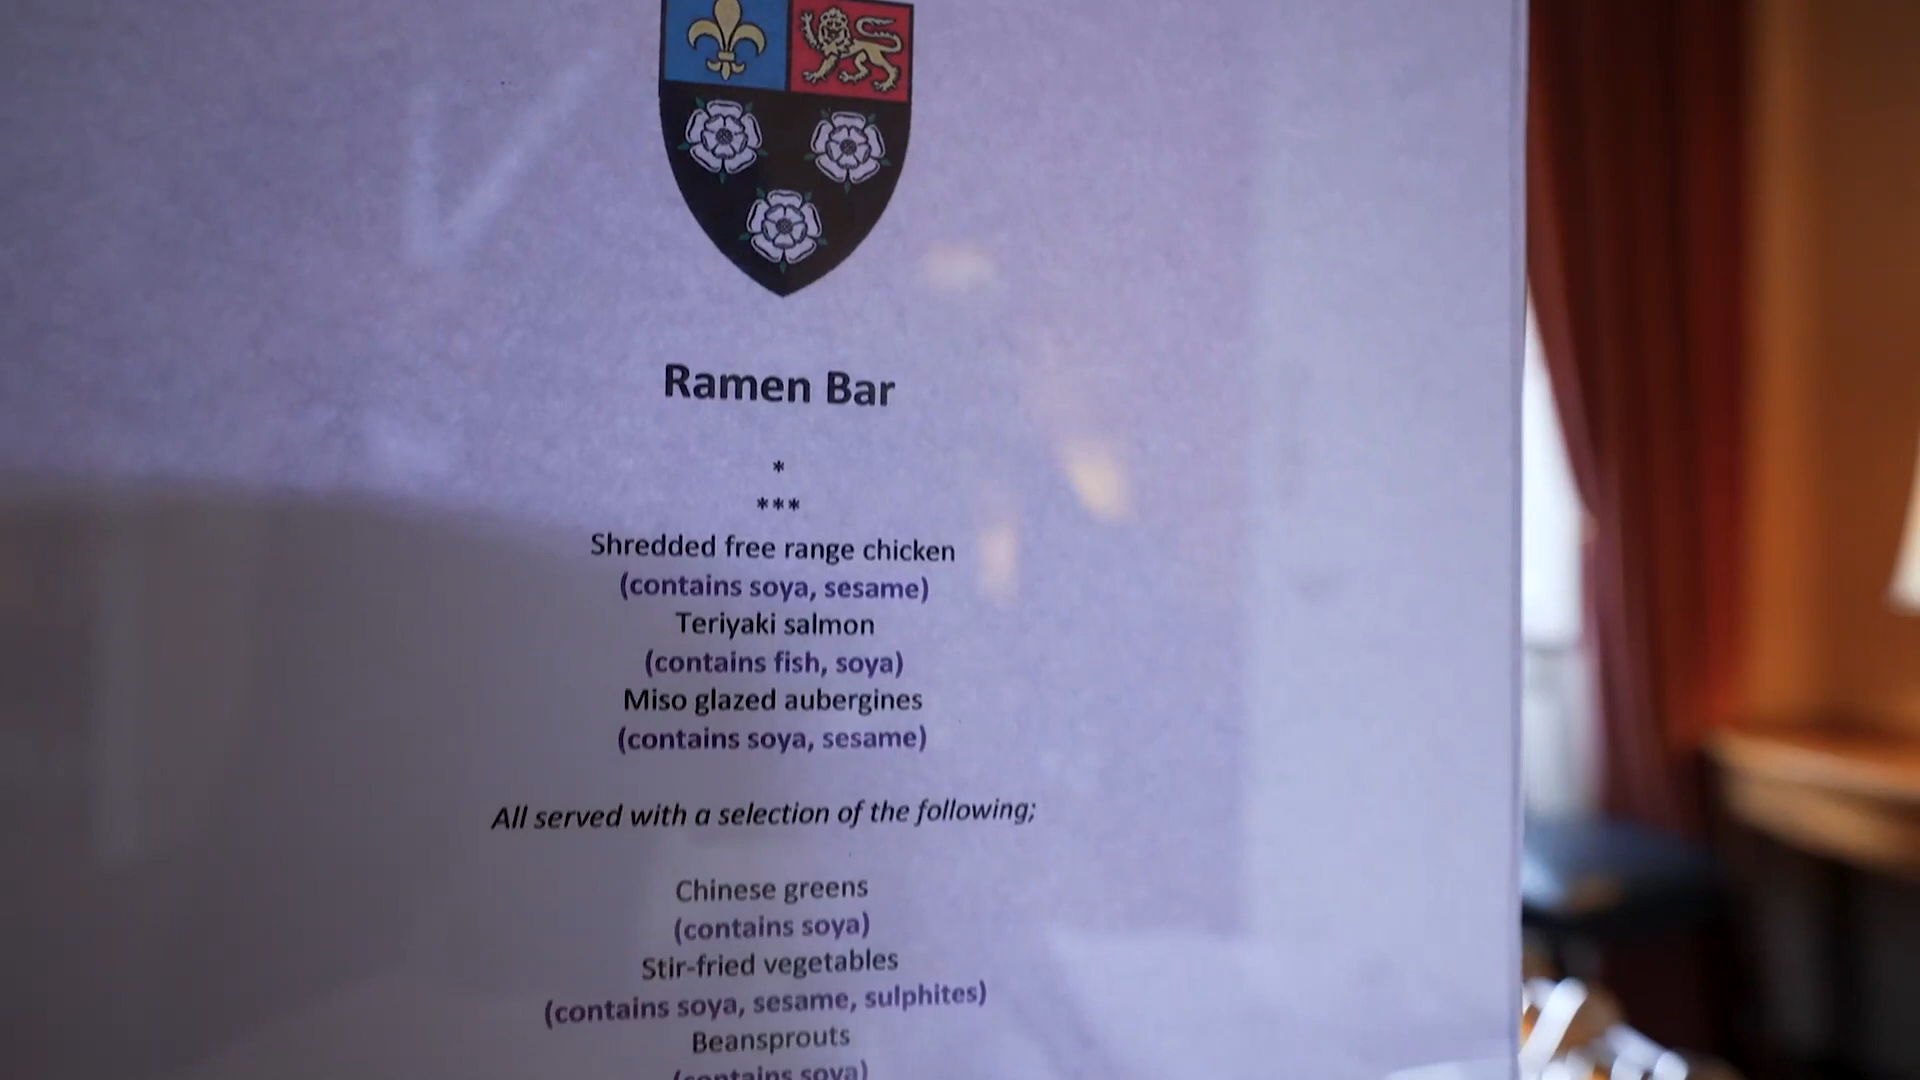 Ramen Bar
*
***
Shredded free range chicken
(contains soya, sesame)
Teriyaki salmon
(contains fish, soya)
Miso glazed aubergines
(contains soya, sesame)
All served with a selection of the following;
Chinese greens
(contains soya)
Stir-fried vegetables
(contains soya, sesame, sulphites)
Beansprouts
(contains soya)